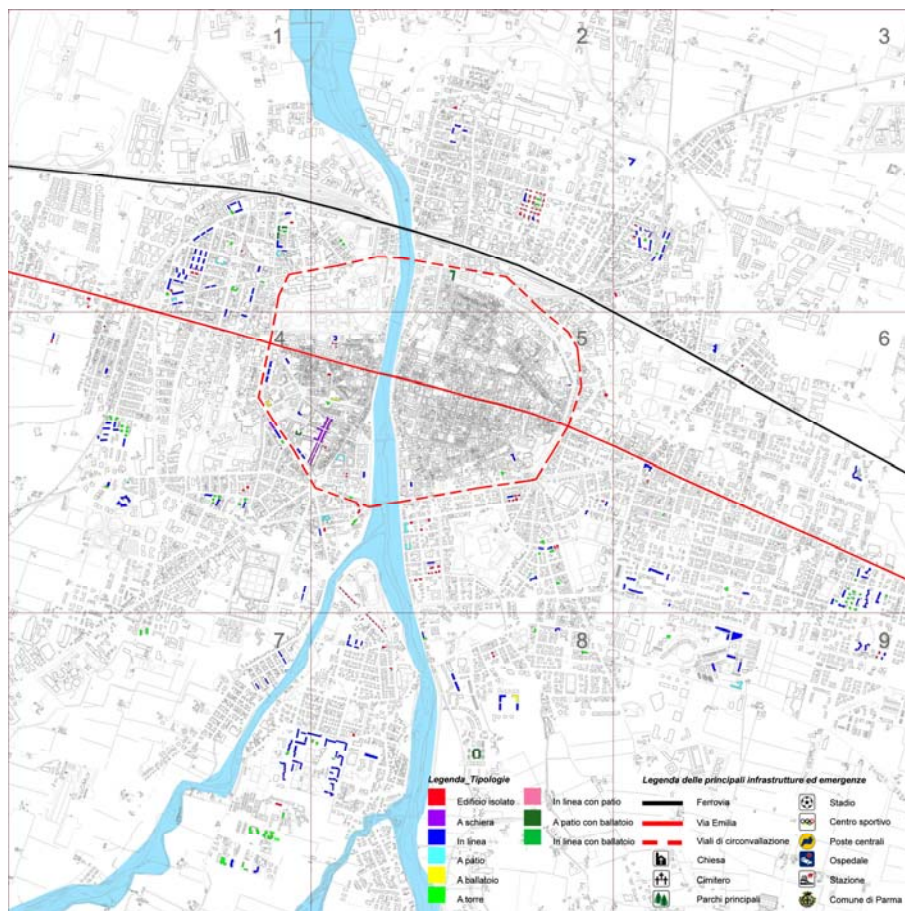 1
2
3
4
5
6
7
8
9
Legenda_Tipologie
Edificio isolato
A schiera
In linea
A patio
A ballatoio
A torre
In linea con patio
A patio con ballatoio
In linea con ballatoio
Legenda delle principali infrastrutture ed emergenze
Ferrovia
Via Emilia
Viali di circonvallazione
Chiesa
Cimitero
Parchi principali
Stadio
Centro sportivo
Poste centrali
Ospedale
Stazione
Comune di Parma